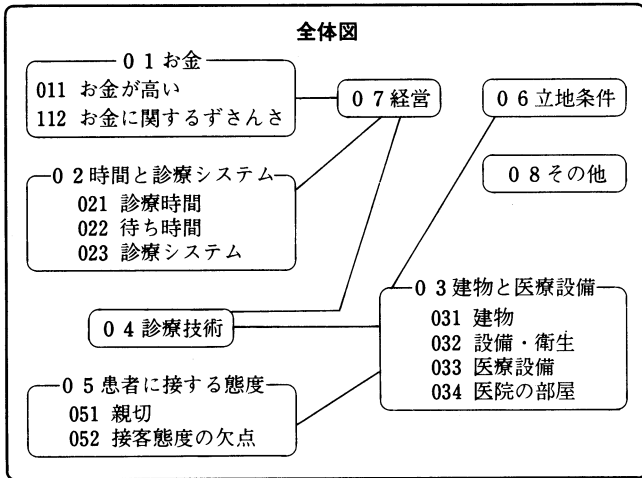 全体図
01お金
011 お金が高い
112 お金に関するずさんさ
07経営
06立地条件
08その他
02時間と診療システム
021 診療時間
022 待ち時間
023 診療システム
03建物と医療設備
031 建物
032 設備・衛生
033 医療設備
034 医院の部屋
04診療技術
05患者に接する態度
051 親切
052 接客態度の欠点